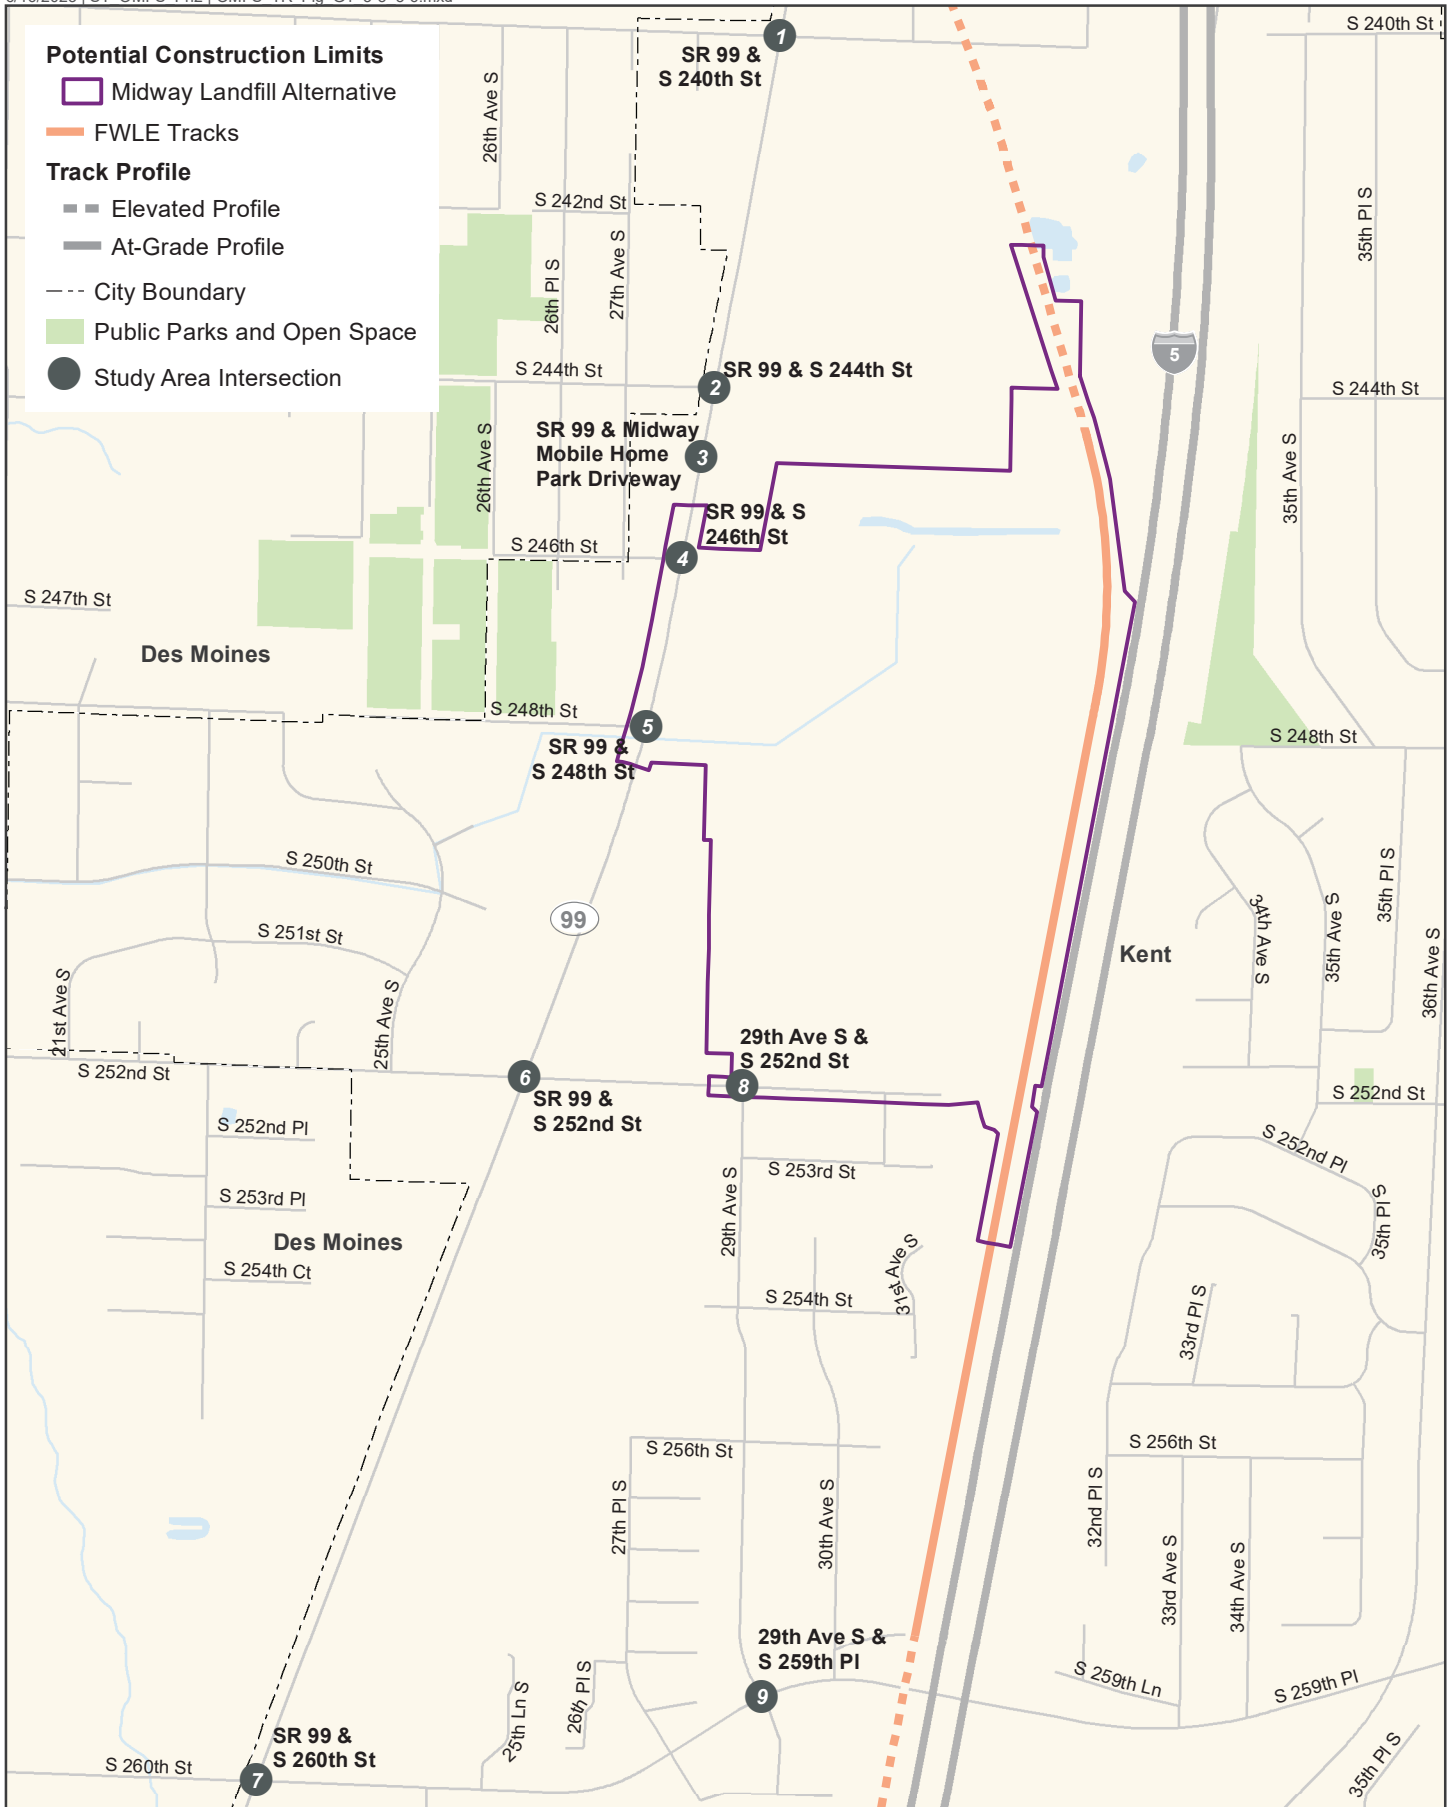 Potential Construction Limits
Midway Landfill Alternative
FWLE Tracks
Track Profile
Elevated Profile
At-Grade Profile
City Boundary
Public Parks and Open Space
Study Area Intersection
S 240th St
1
SR 99 &
S 240th St
26th Ave S
S 242nd St
26th Pl S
27th Ave S
35th Pl S
5
S 244th St
2
SR 99 & S 244th St
S 244th St
SR 99 & Midway
Mobile Home
Park Driveway
3
26th Ave S
35th Ave S
SR 99 & S
246th St
S 246th St
4
S 247th St
Des Moines
S 248th St
5
SR 99 &
S 248th St
S 248th St
S 250th St
35th Pl S
99
S 251st St
34th Ave S
35th Ave S
36th Ave S
Kent
21st Ave S
25th Ave S
29th Ave S &
S 252nd St
S 252nd St
6
8
SR 99 &
S 252nd St
S 252nd St
S 252nd Pl
S 252nd Pl
S 253rd St
S 253rd Pl
29th Ave S
35th Pl S
Des Moines
31st Ave S
S 254th Ct
S 254th St
33rd Pl S
S 256th St
S 256th St
27th Pl S
30th Ave S
32nd Pl S
33rd Ave S
34th Ave S
29th Ave S &
S 259th Pl
9
S 259th Ln
S 259th Pl
25th Ln S
26th Pl S
SR 99 &
S 260th St
S 260th St
7
35th Pl S